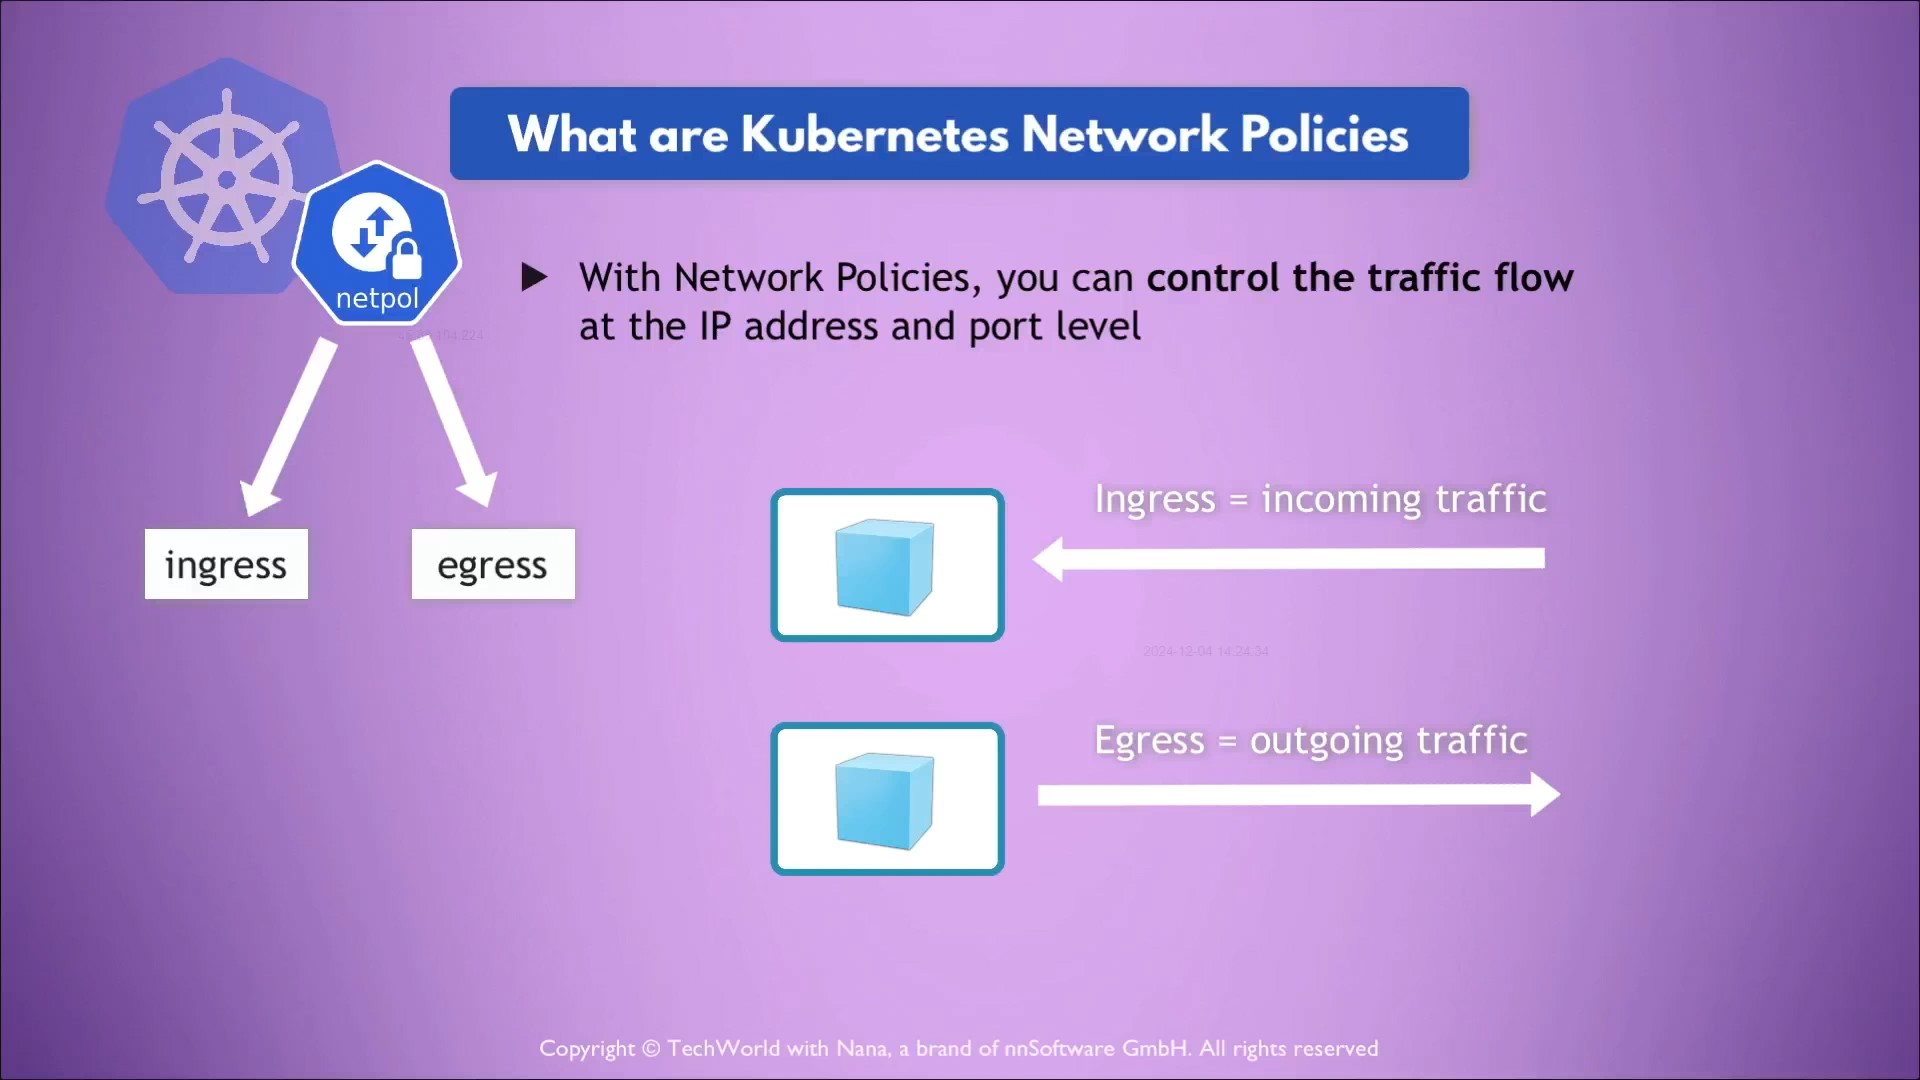 What are Kubernetes Network Policies
netpol
With Network Policies, you can control the traffic flow
at the IP address and port level
ingress
egress
Ingress = incoming traffic
2024-12-04 14:24:34
Egress = outgoing traffic
Copyright © TechWorld with Nana, a brand of nnSoftware GmbH. All rights reserved